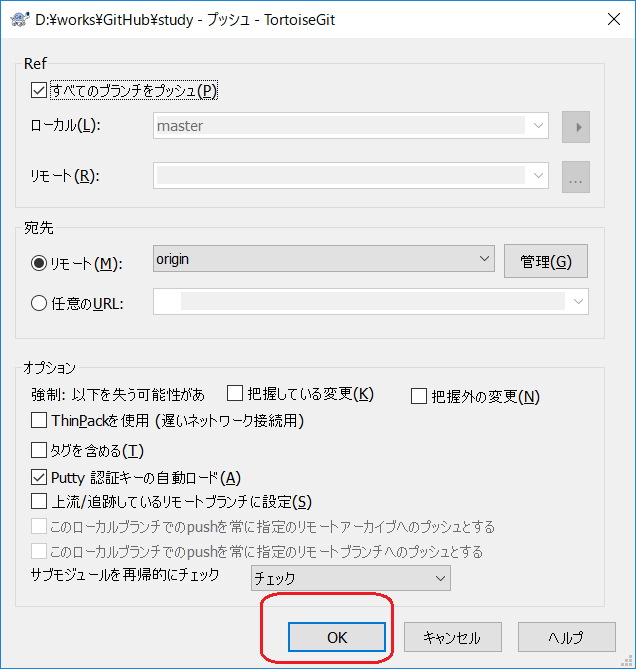 D:¥works¥GitHub¥study - プッシュ - TortoiseGit
Ref
すべてのブランチをプッシュ(P)
ローカル(L): master
リモート(R): ...
宛先
リモート(M): origin 管理(G)
任意のURL:
オプション
強制: 以下を失う可能性があ 把握している変更(K) 把握外の変更(N)
ThinPackを使用 (遅いネットワーク接続用)
タグを含める(T)
Putty 認証キーの自動ロード(A)
上流/追跡しているリモートブランチに設定(S)
このローカルブランチでのpushを常に指定のリモートアーカイブへのプッシュとする
このローカルブランチでのpushを常に指定のリモートブランチへのプッシュとする
サブモジュールを再帰的にチェック チェック
OK キャンセル ヘルプ